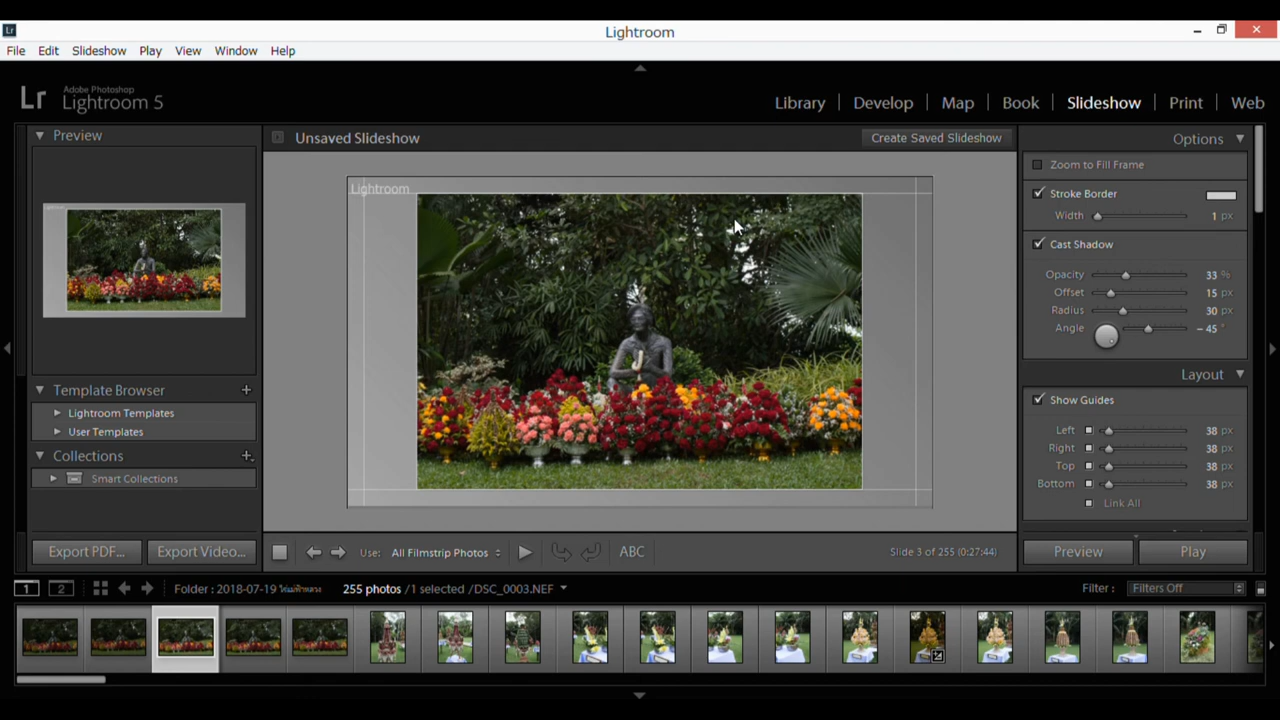 Lr
Lightroom
File Edit Slideshow Play View Window Help
Lr
Adobe Photoshop
Lightroom 5
Library Develop Map Book Slideshow Print Web
Preview
Unsaved Slideshow
Create Saved Slideshow
Options
Zoom to Fill Frame
Lightroom
Stroke Border
Width 1 px
Cast Shadow
Opacity 33 %
Offset 15 px
Radius 30 px
Angle - 45 °
Layout
Template Browser
Lightroom Templates
User Templates
Collections
Smart Collections
Show Guides
Left 38 px
Right 38 px
Top 38 px
Bottom 38 px
Link All
Export PDF... Export Video...
Use: All Filmstrip Photos
ABC
Slide 3 of 255 (0:27:44)
Preview Play
1 2
Folder : 2018-07-19
255 photos /1 selected /DSC_0003.NEF
Filter : Filters Off